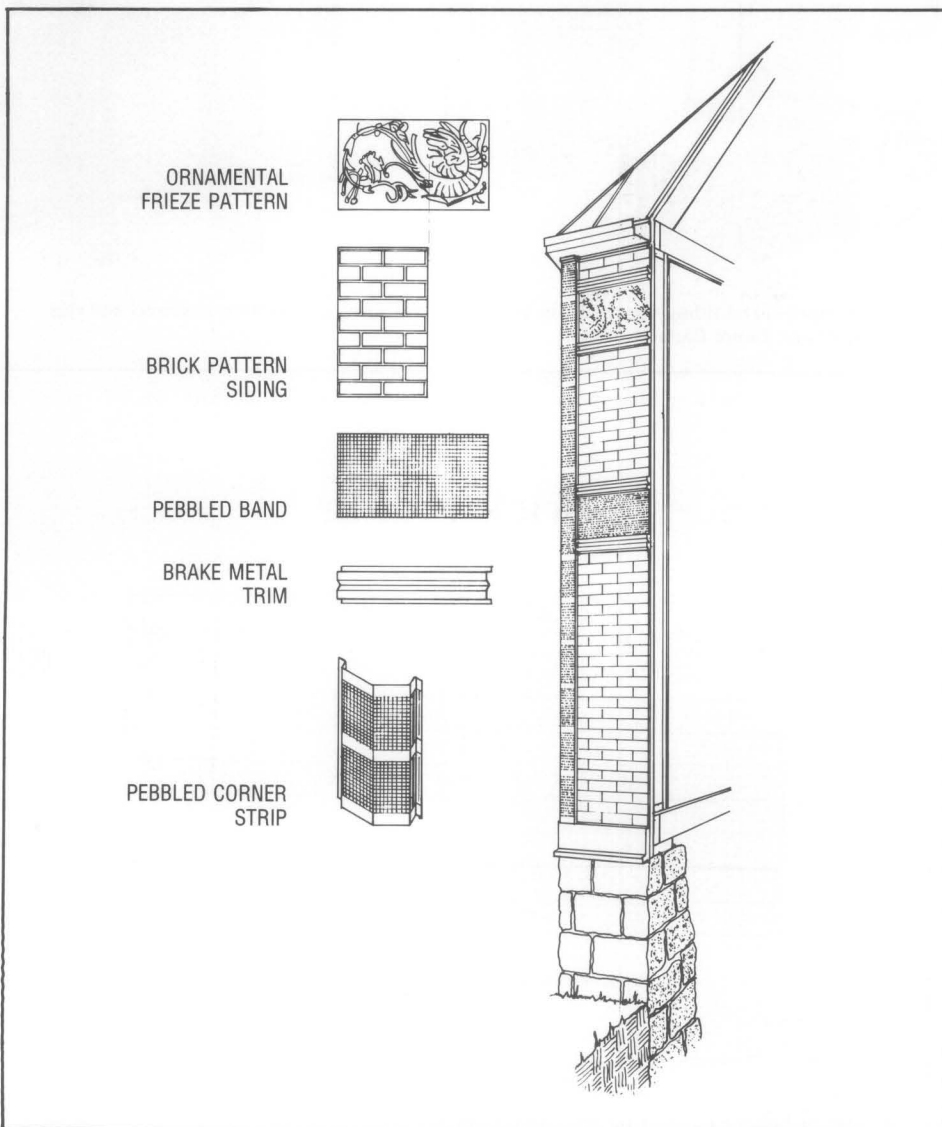 ORNAMENTAL
FRIEZE PATTERN
BRICK PATTERN
SIDING
PEBBLED BAND
BRAKE METAL
TRIM
PEBBLED CORNER
STRIP